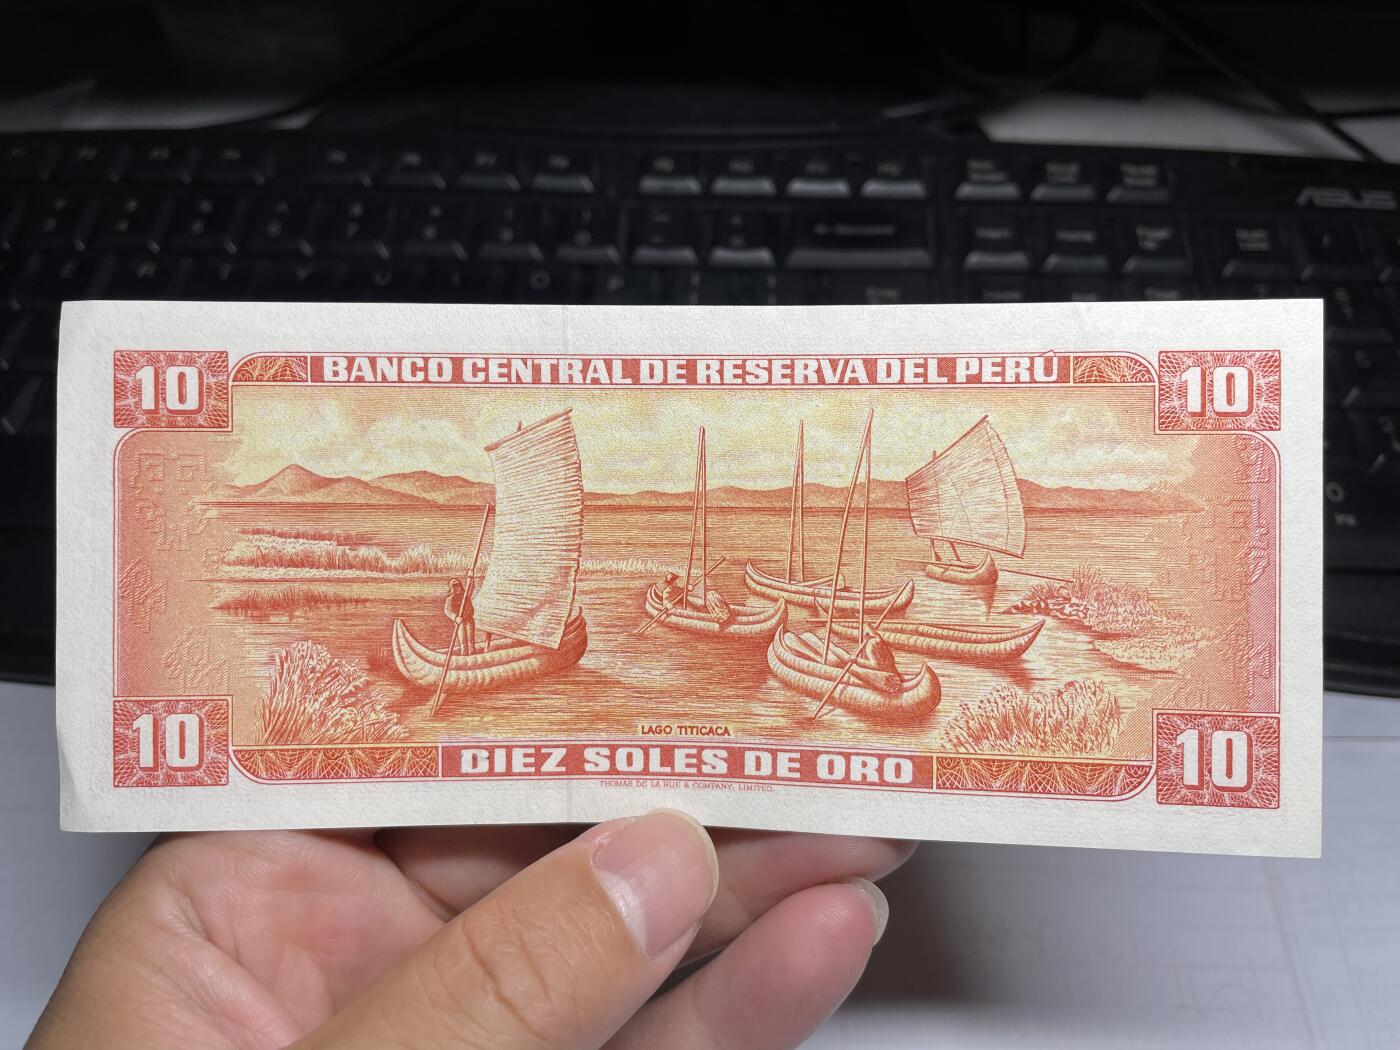 ASUS
BANCO CENTRAL DE RESERVA DEL PERÚ
10
10
LAGO TITICACA
10
10
DIEZ SOLES DE ORO
THOMAS DE LA RUE & COMPANY, LIMITED.